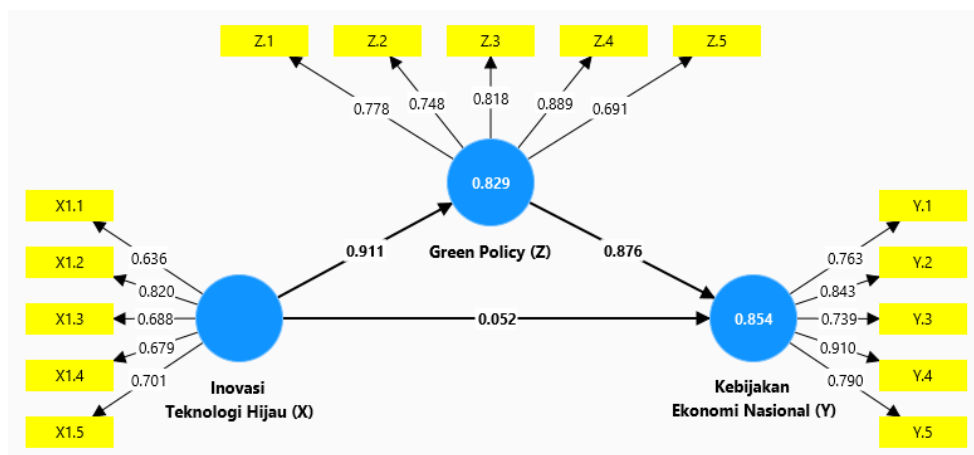 Z.1
Z.2
Z.3
Z.4
Z.5
0.778
0.748
0.818
0.889
0.691
0.829
Green Policy (Z)
X1.1
X1.2
X1.3
X1.4
X1.5
0.636
0.820
0.688
0.679
0.701
Inovasi
Teknologi Hijau (X)
0.911
0.876
0.052
0.854
Kebijakan
Ekonomi Nasional (Y)
0.763
0.843
0.739
0.910
0.790
Y.1
Y.2
Y.3
Y.4
Y.5